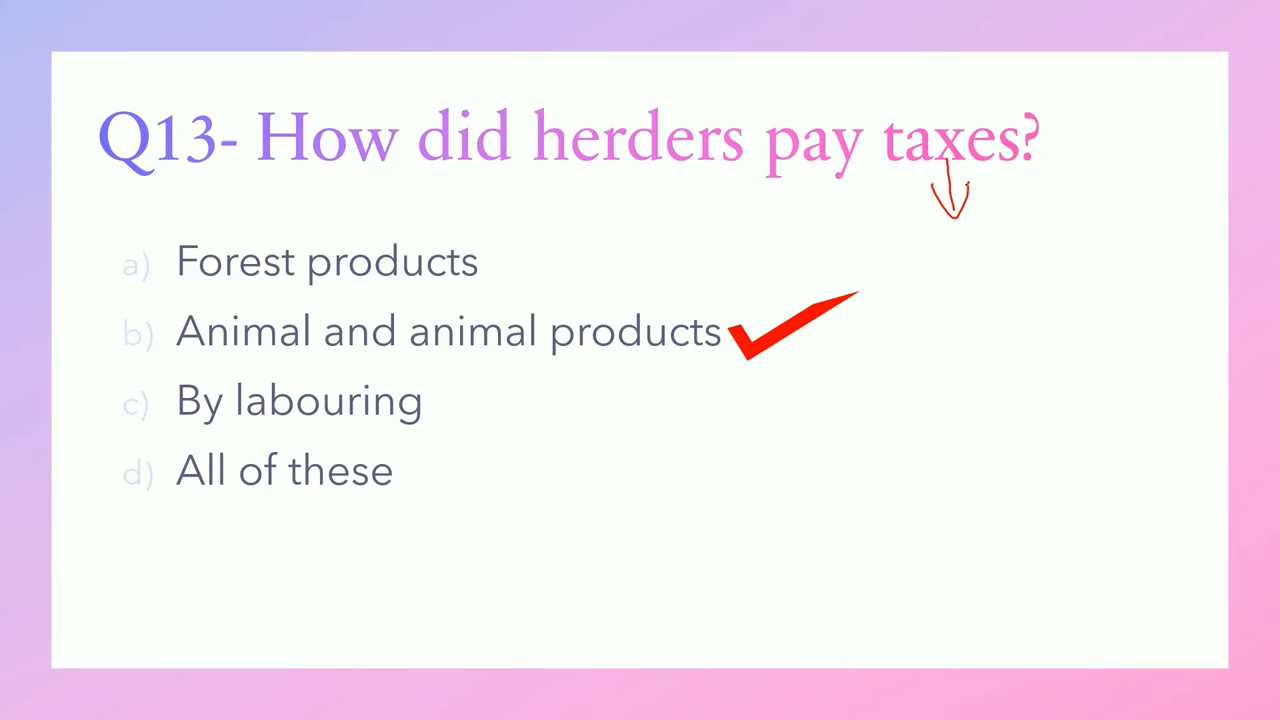 Q13- How did herders pay taxes?
a) Forest products
b) Animal and animal products
c) By labouring
d) All of these